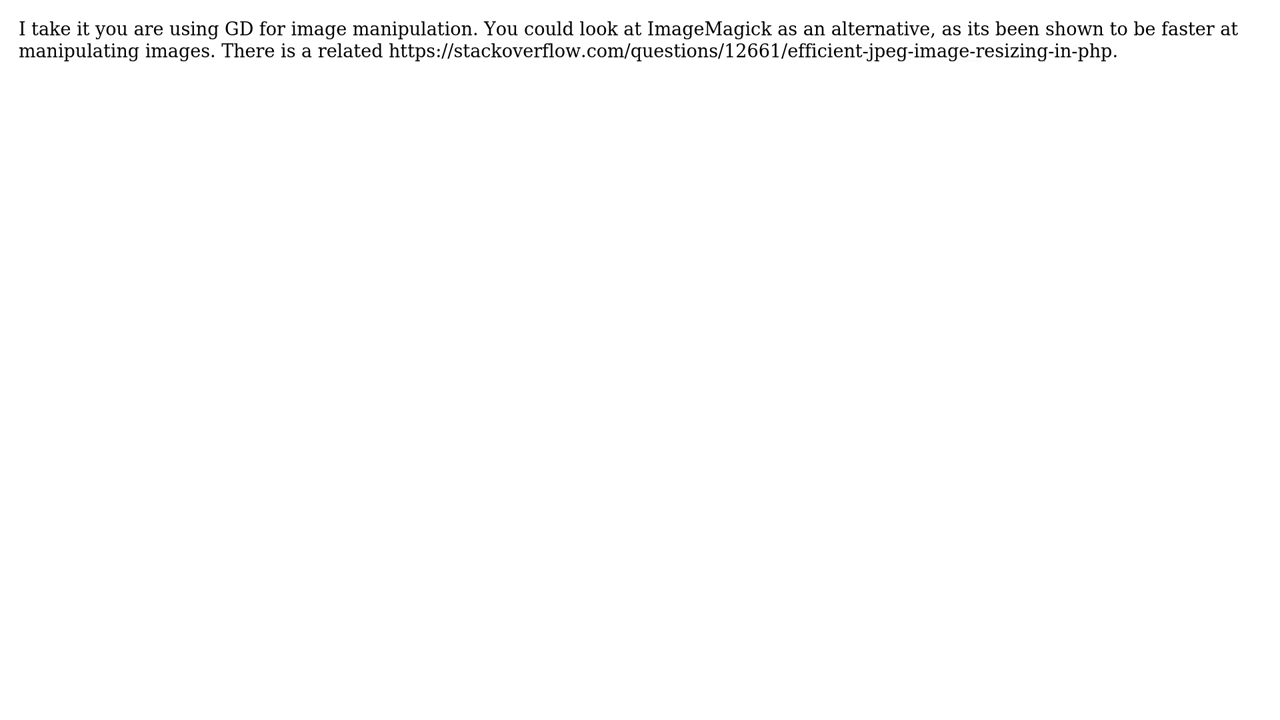 I take it you are using GD for image manipulation. You could look at ImageMagick as an alternative, as its been shown to be faster at
manipulating images. There is a related https://stackoverflow.com/questions/12661/efficient-jpeg-image-resizing-in-php.